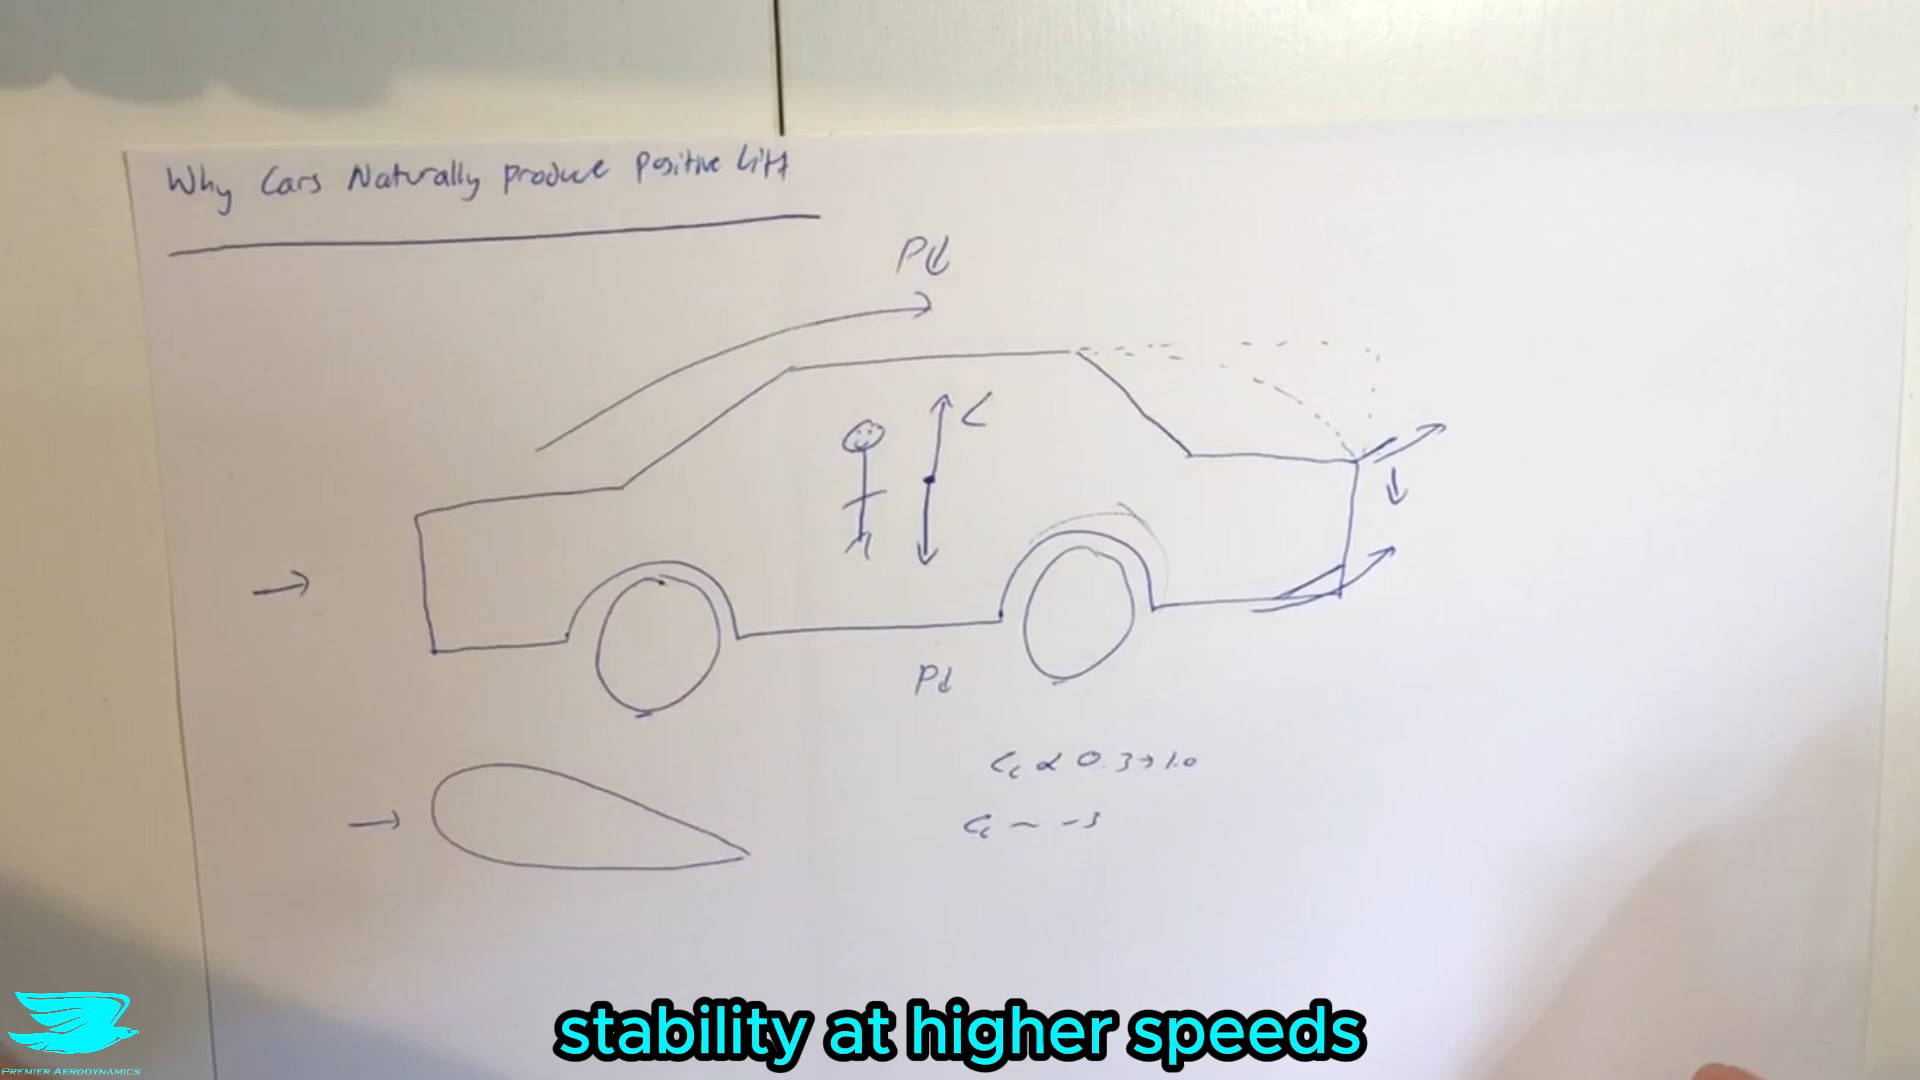 Why Cars Naturally produce Positive Lift
P↓
L
P↓
CL ∝ 0.3→1.0
CL ~ -3
stability at higher speeds
PREMIER AERODYNAMICS